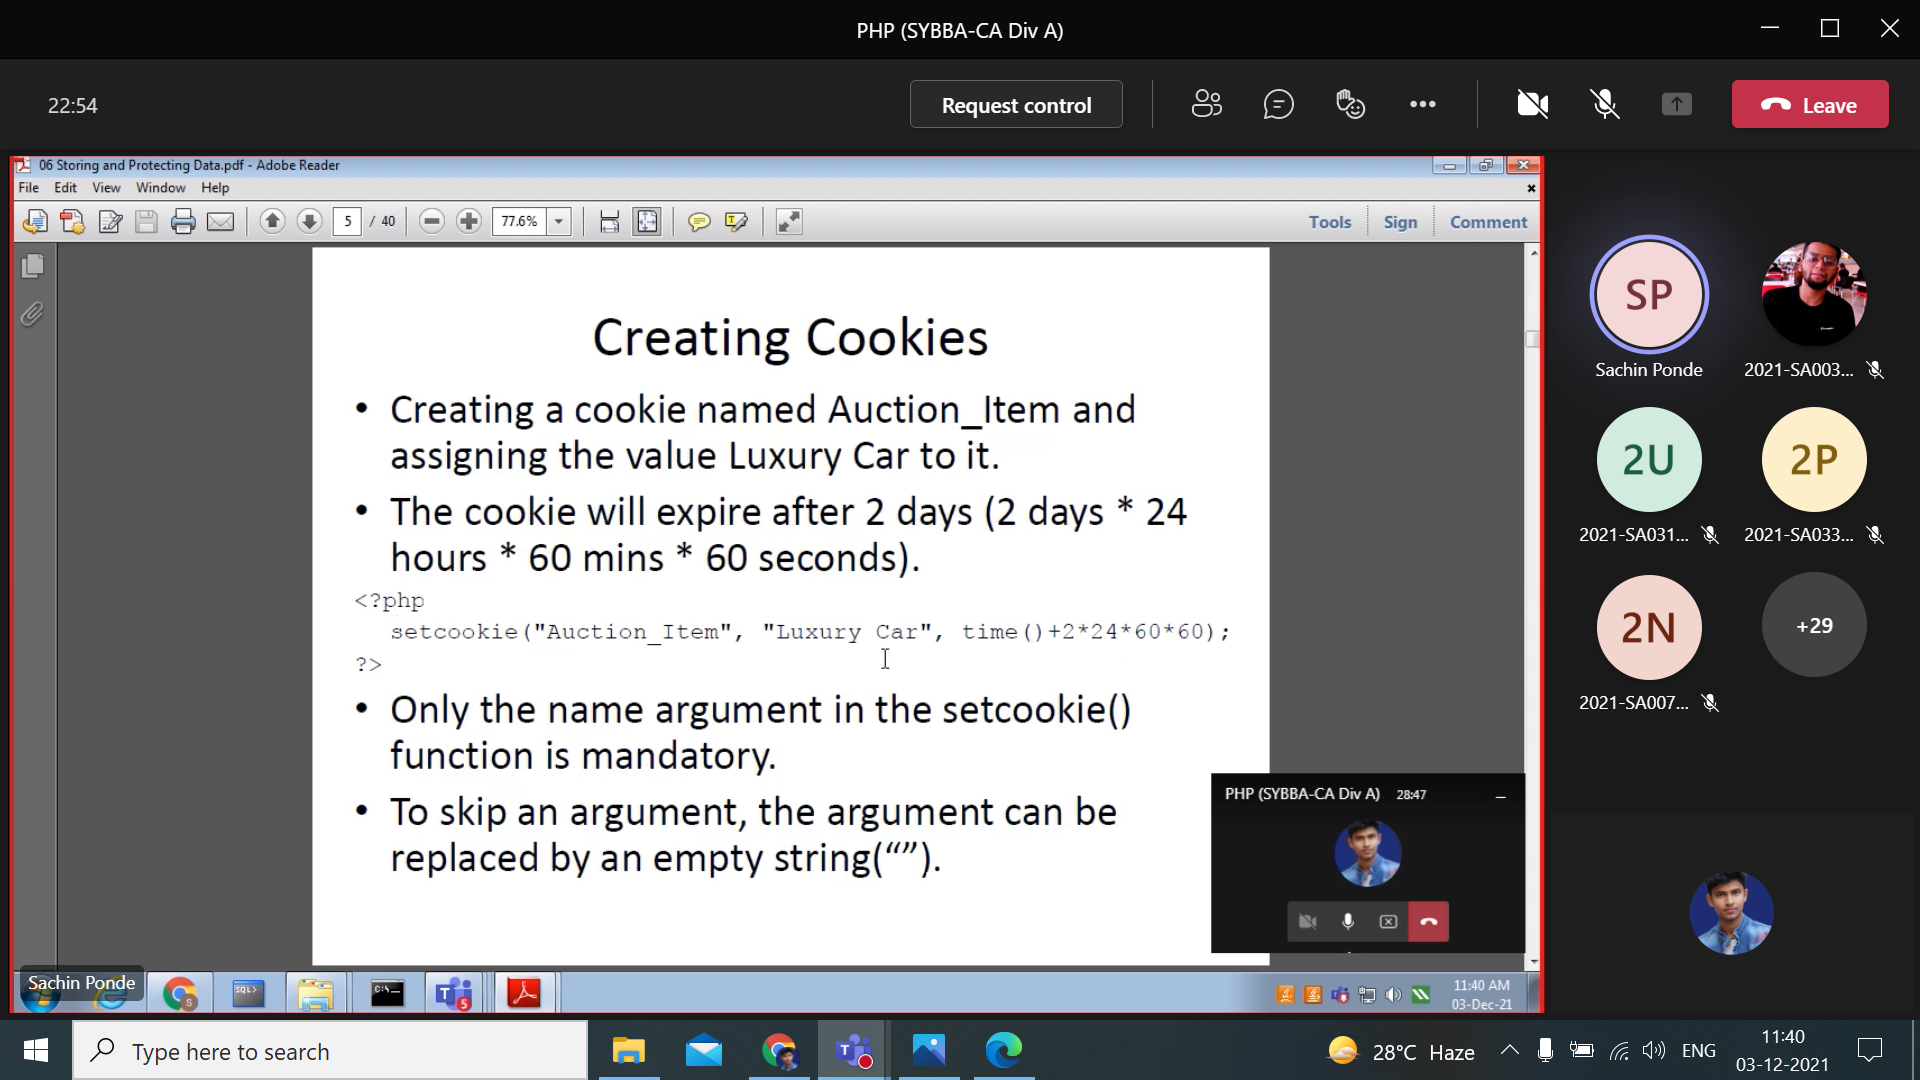 PHP (SYBBA-CA Div A)
22:54
Request control
Leave
06 Storing and Protecting Data.pdf - Adobe Reader
File Edit View Window Help
5 / 40
77.6%
Tools Sign Comment
Creating Cookies
• Creating a cookie named Auction_Item and
assigning the value Luxury Car to it.
• The cookie will expire after 2 days (2 days * 24
hours * 60 mins * 60 seconds).
<?php
setcookie("Auction_Item", "Luxury Car", time()+2*24*60*60);
?>
• Only the name argument in the setcookie()
function is mandatory.
• To skip an argument, the argument can be
replaced by an empty string(“”).
PHP (SYBBA-CA Div A) 28:47
SP
Sachin Ponde
2021-SA003...
2U
2P
2021-SA031...
2021-SA033...
2N
+29
2021-SA007...
Sachin Ponde
SQL>
C:\_
11:40 AM
03-Dec-21
Type here to search
28°C Haze
ENG
11:40
03-12-2021